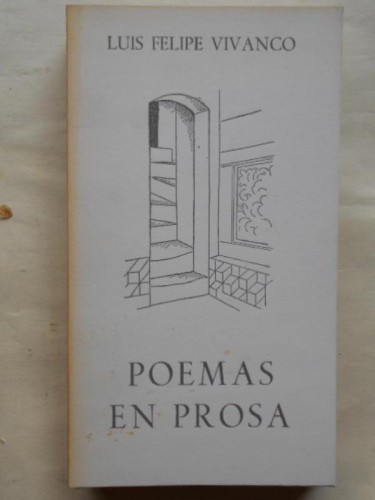 LUIS FELIPE VIVANCO
POEMAS
EN PROSA